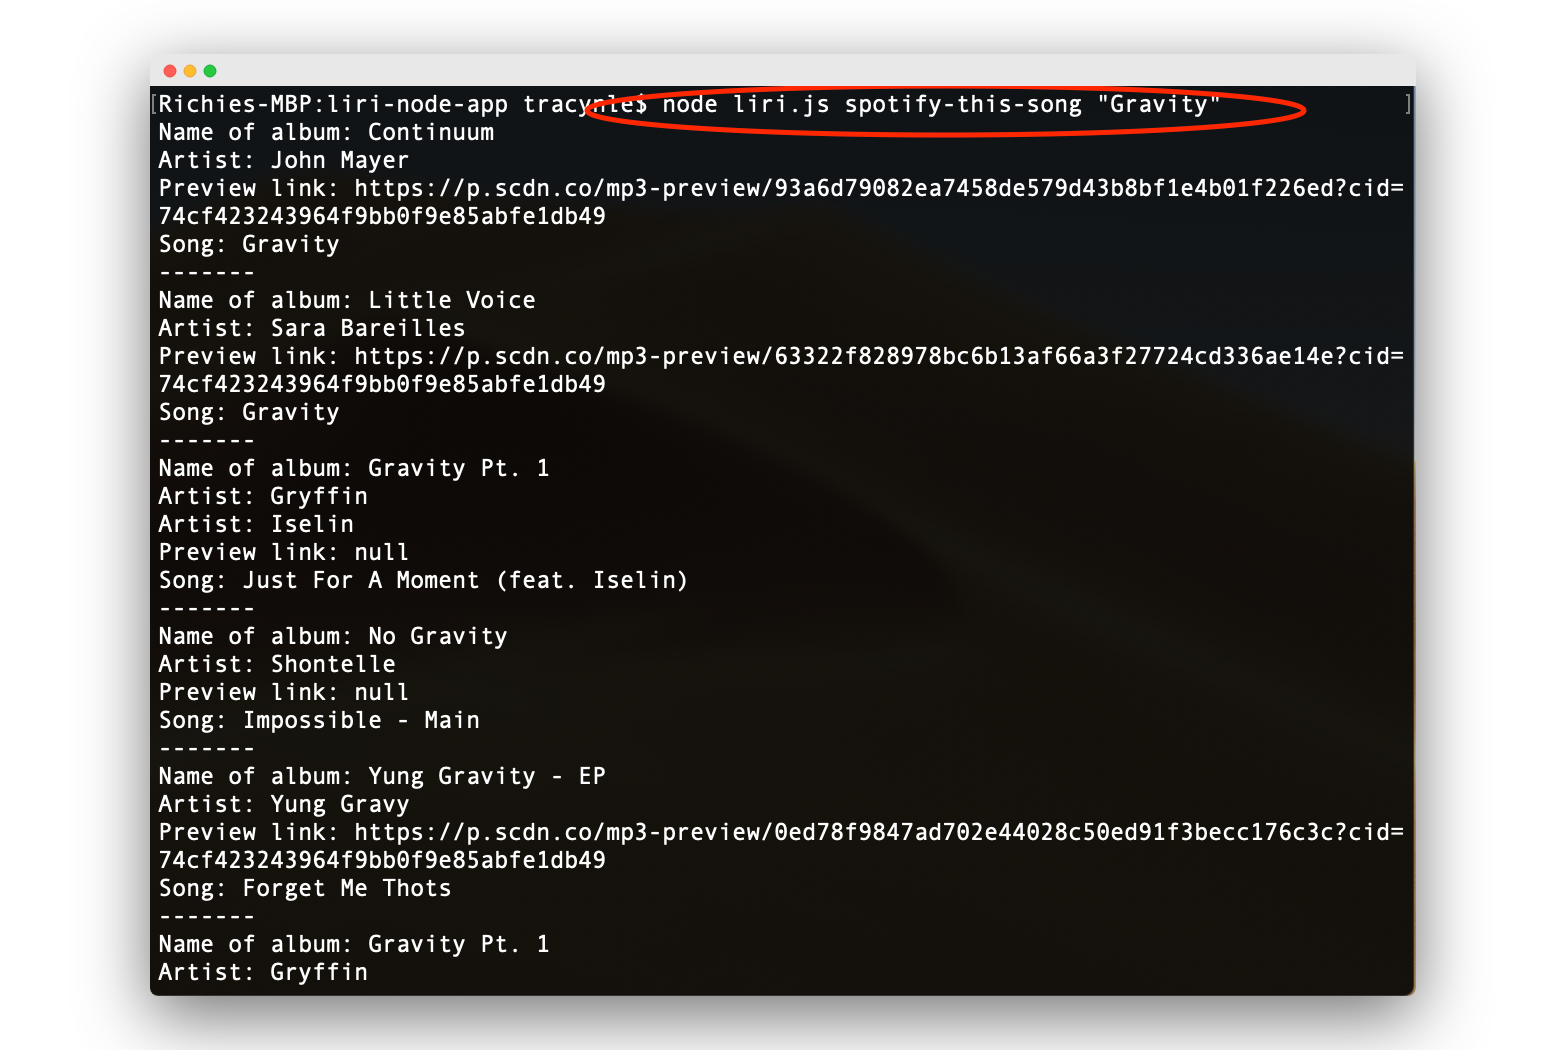 [Richies-MBP:liri-node-app tracynle$ node liri.js spotify-this-song "Gravity" ]
Name of album: Continuum
Artist: John Mayer
Preview link: https://p.scdn.co/mp3-preview/93a6d79082ea7458de579d43b8bf1e4b01f226ed?cid=
74cf423243964f9bb0f9e85abfe1db49
Song: Gravity
-------
Name of album: Little Voice
Artist: Sara Bareilles
Preview link: https://p.scdn.co/mp3-preview/63322f828978bc6b13af66a3f27724cd336ae14e?cid=
74cf423243964f9bb0f9e85abfe1db49
Song: Gravity
-------
Name of album: Gravity Pt. 1
Artist: Gryffin
Artist: Iselin
Preview link: null
Song: Just For A Moment (feat. Iselin)
-------
Name of album: No Gravity
Artist: Shontelle
Preview link: null
Song: Impossible - Main
-------
Name of album: Yung Gravity - EP
Artist: Yung Gravy
Preview link: https://p.scdn.co/mp3-preview/0ed78f9847ad702e44028c50ed91f3becc176c3c?cid=
74cf423243964f9bb0f9e85abfe1db49
Song: Forget Me Thots
-------
Name of album: Gravity Pt. 1
Artist: Gryffin